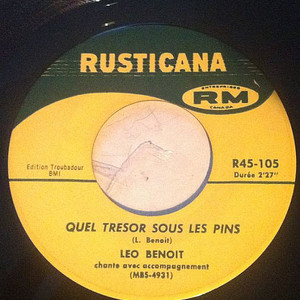 RUSTICANA
ENTREPRISES
RM
CANADA
Edition Troubadour
BMI
R45-105
Durée 2'27"
QUEL TRESOR SOUS LES PINS
(L. Benoit)
LEO BENOIT
chante avec accompagnement
(MBS-4931)